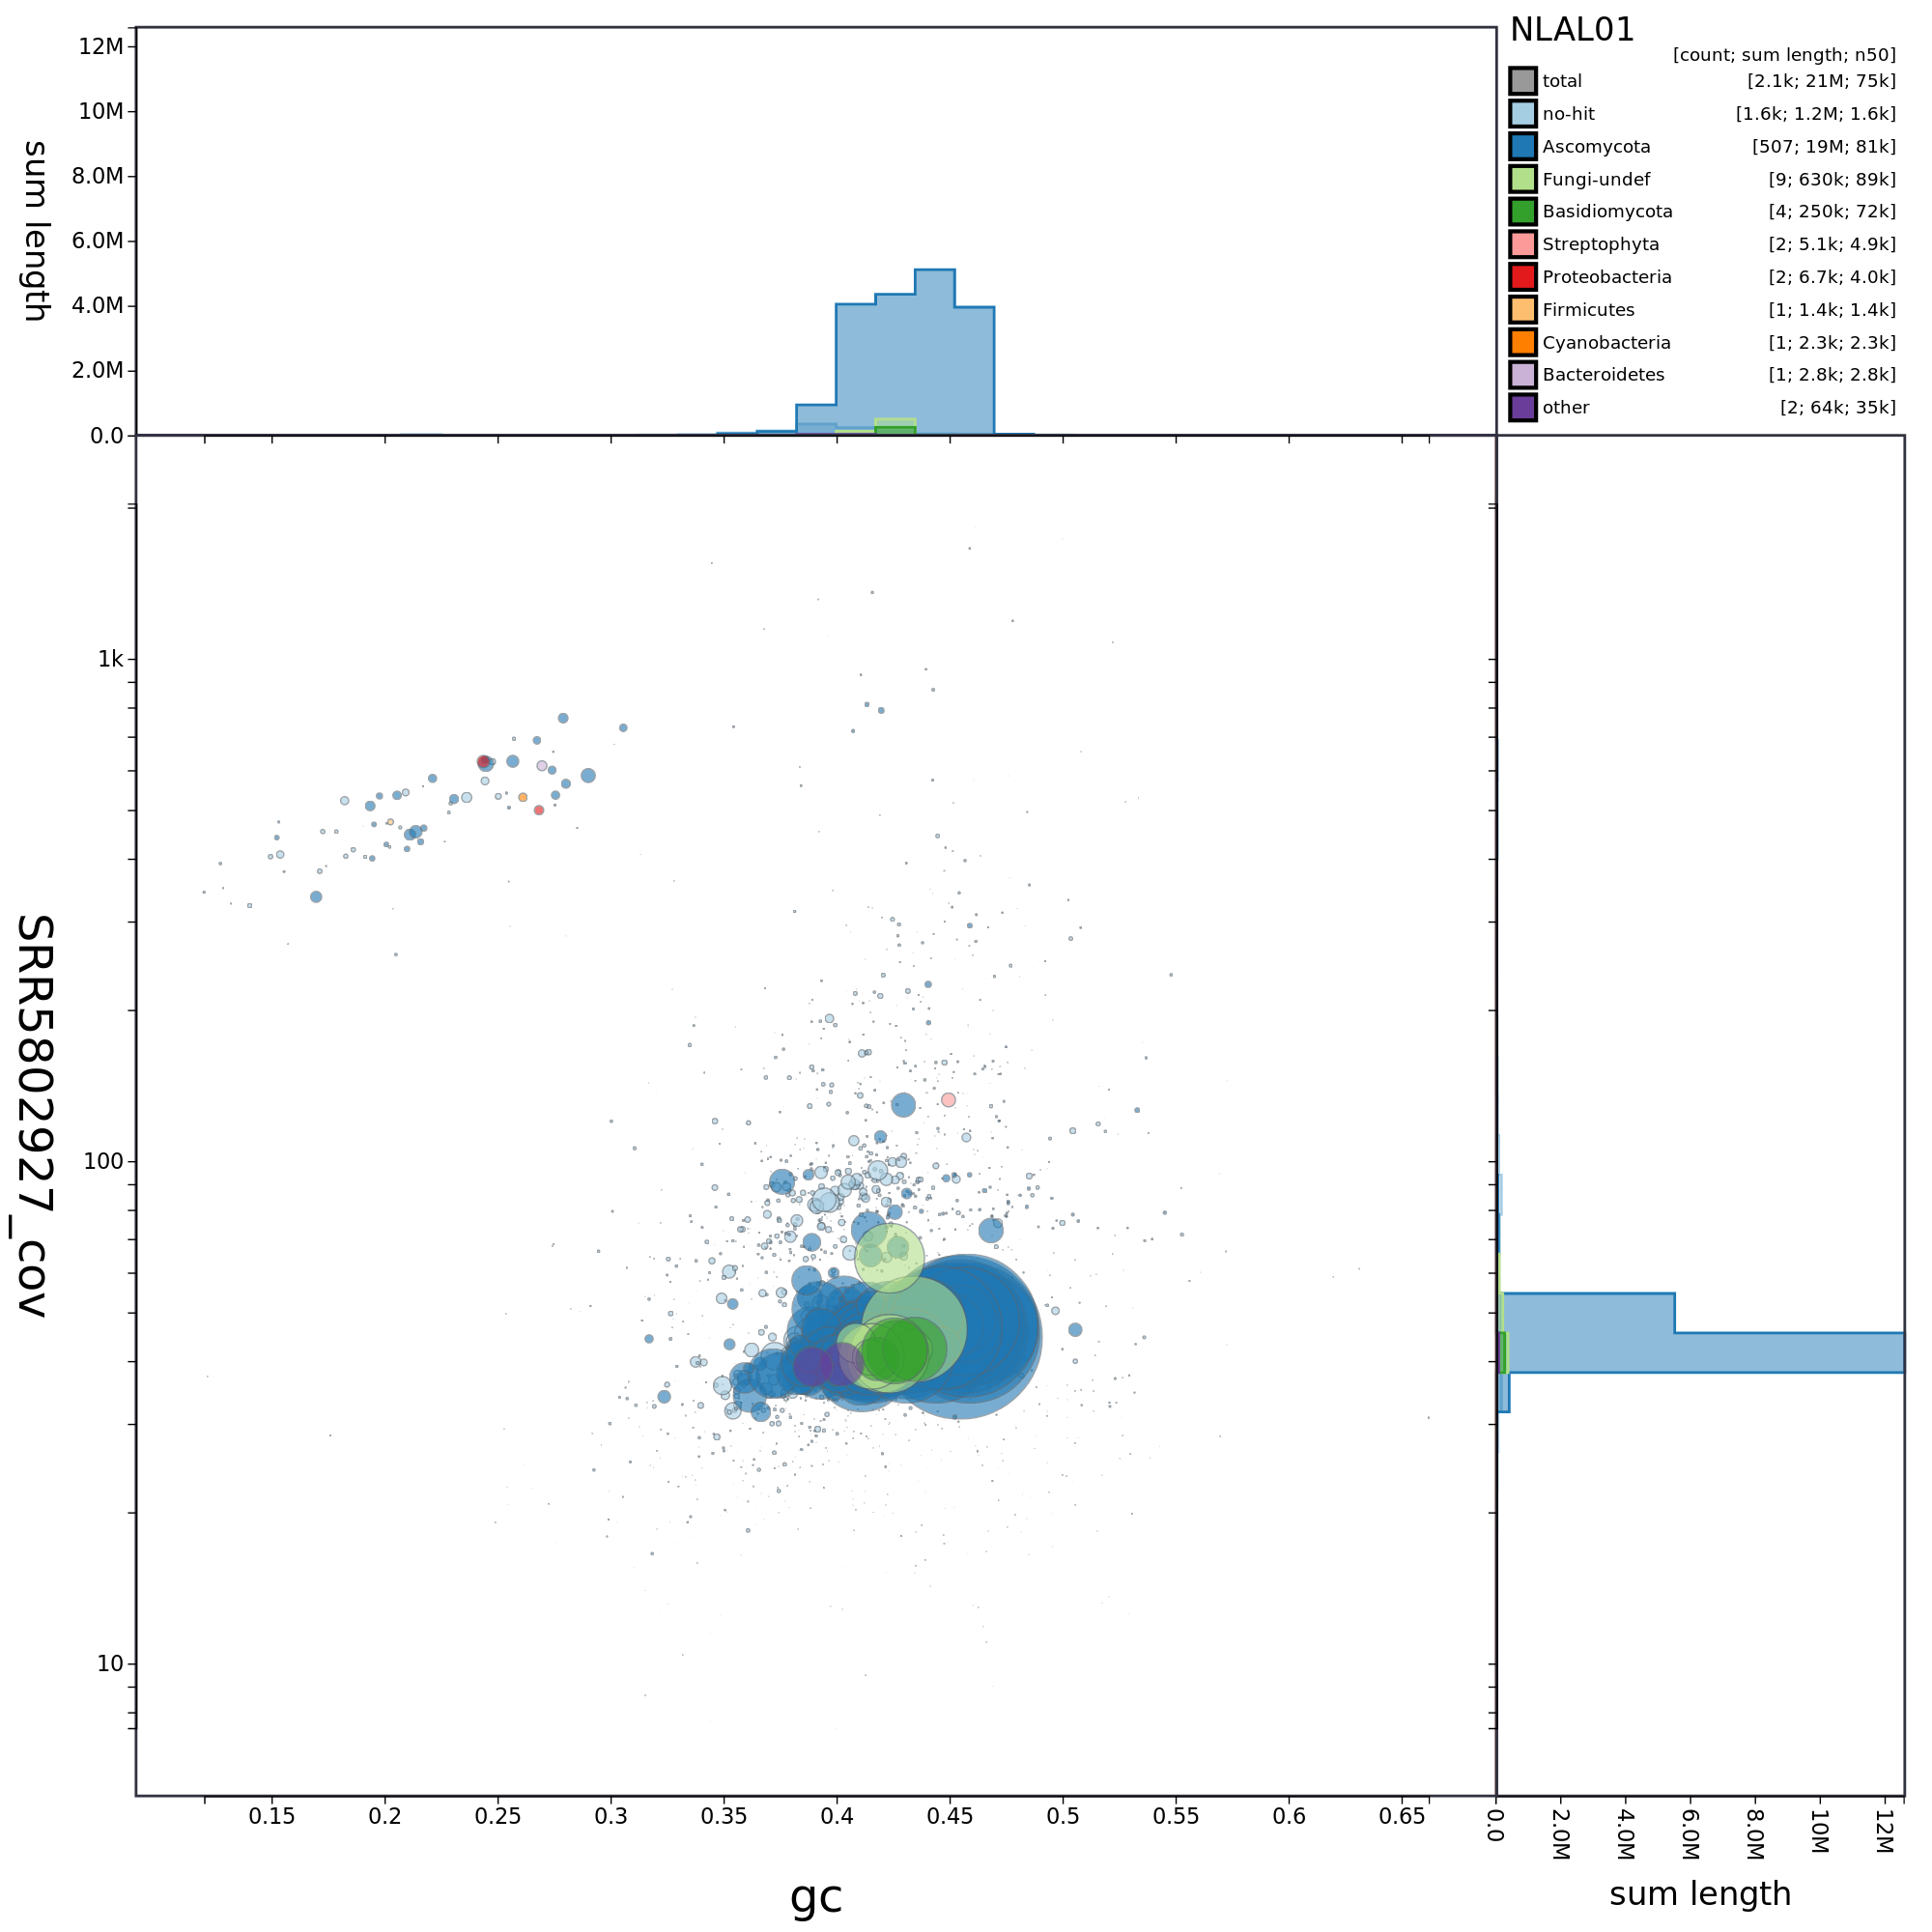 NLAL01
[count; sum length; n50]
total [2.1k; 21M; 75k]
no-hit [1.6k; 1.2M; 1.6k]
Ascomycota [507; 19M; 81k]
Fungi-undef [9; 630k; 89k]
Basidiomycota [4; 250k; 72k]
Streptophyta [2; 5.1k; 4.9k]
Proteobacteria [2; 6.7k; 4.0k]
Firmicutes [1; 1.4k; 1.4k]
Cyanobacteria [1; 2.3k; 2.3k]
Bacteroidetes [1; 2.8k; 2.8k]
other [2; 64k; 35k]
sum length
12M
10M
8.0M
6.0M
4.0M
2.0M
0.0
SRR5802927_cov
1k
100
10
0.15 0.2 0.25 0.3 0.35 0.4 0.45 0.5 0.55 0.6 0.65
gc
0.0 2.0M 4.0M 6.0M 8.0M 10M 12M
sum length